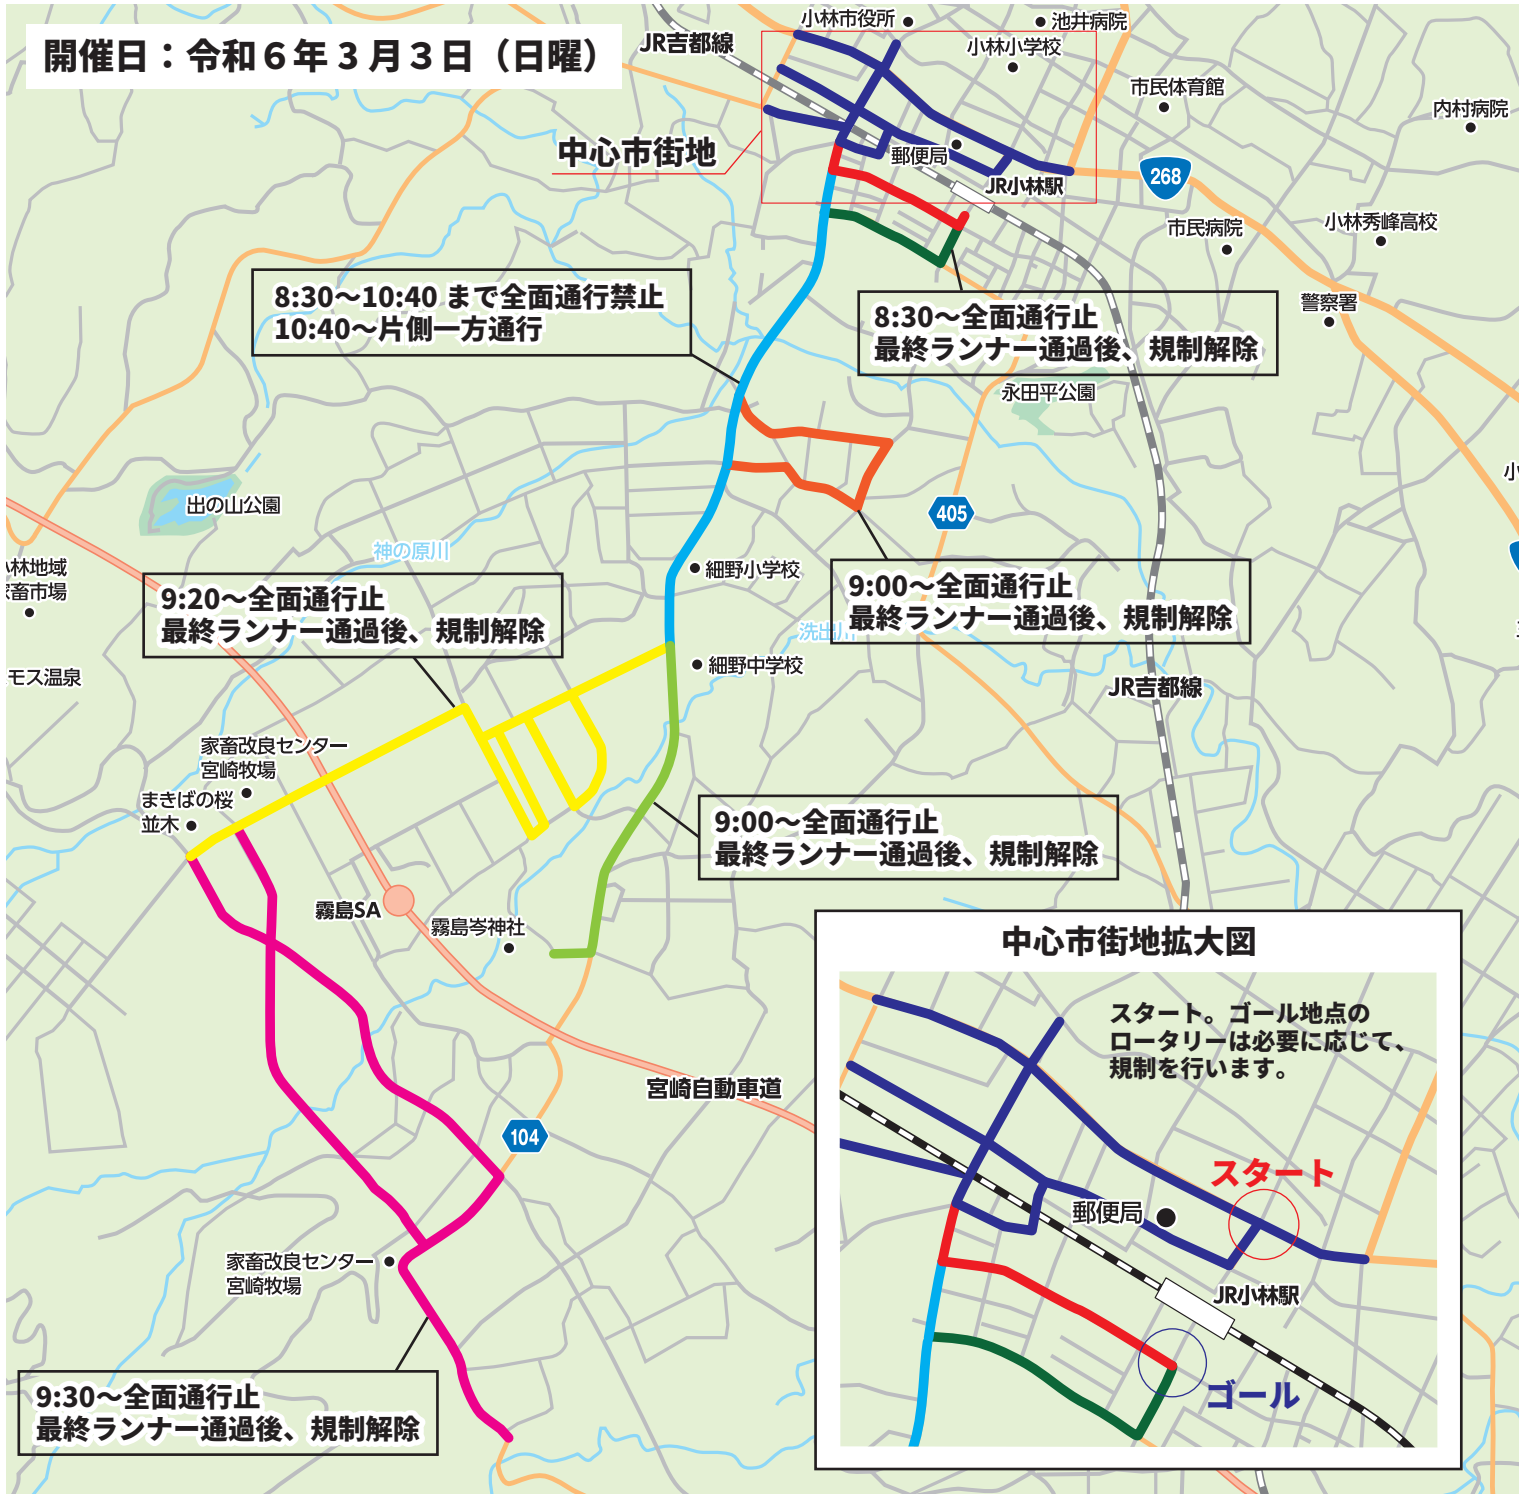 開催日：令和６年３月３日（日曜）
JR吉都線
小林市役所
池井病院
小林小学校
市民体育館
内村病院
中心市街地
郵便局
JR小林駅
268
市民病院
小林秀峰高校
警察署
8:30～10:40 まで全面通行禁止
10:40～片側一方通行
8:30～全面通行止
最終ランナー通過後、規制解除
永田平公園
出の山公園
405
神の原川
林地域
畜市場
細野小学校
9:20～全面通行止
最終ランナー通過後、規制解除
9:00～全面通行止
最終ランナー通過後、規制解除
洗出川
細野中学校
モス温泉
JR吉都線
家畜改良センター
宮崎牧場
まきばの桜
並木
9:00～全面通行止
最終ランナー通過後、規制解除
霧島SA
霧島岑神社
宮崎自動車道
104
家畜改良センター
宮崎牧場
9:30～全面通行止
最終ランナー通過後、規制解除
中心市街地拡大図
スタート。ゴール地点の
ロータリーは必要に応じて、
規制を行います。
スタート
郵便局
JR小林駅
ゴール